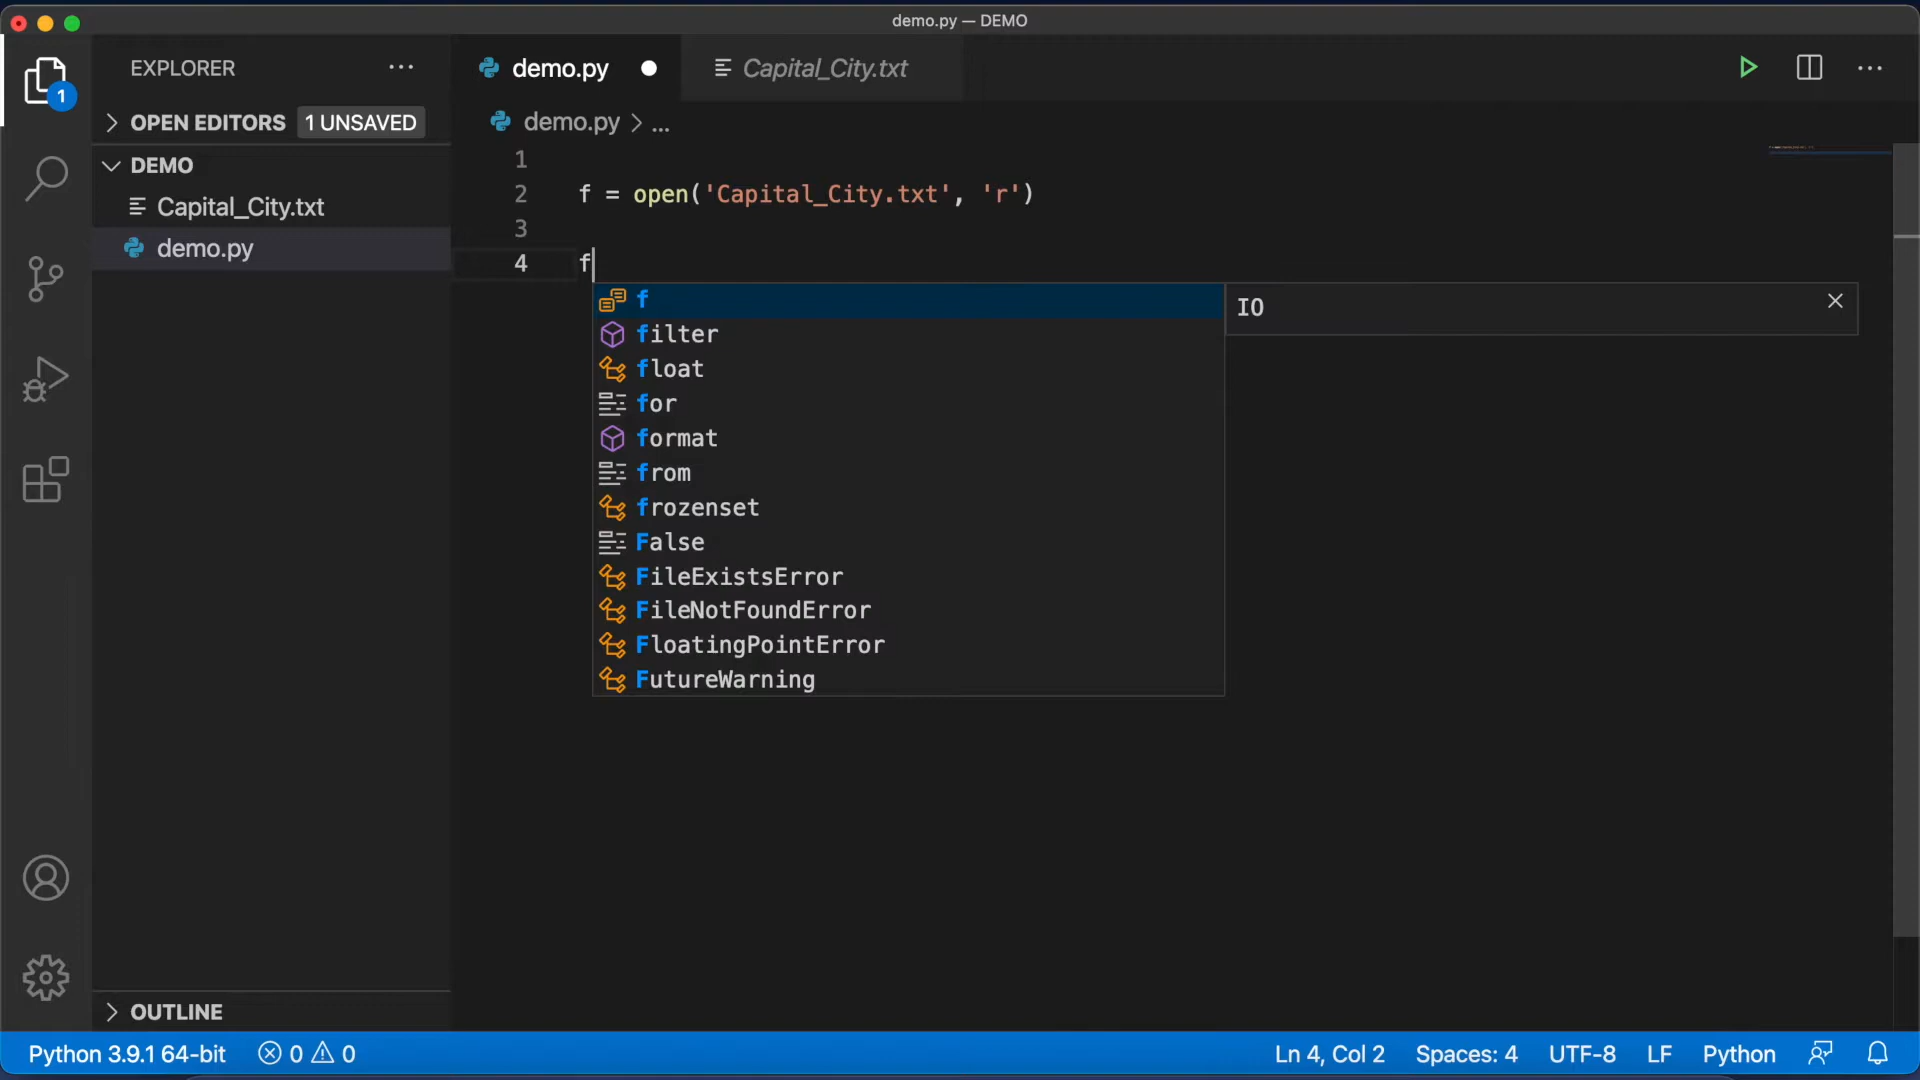 demo.py — DEMO
EXPLORER
OPEN EDITORS 1 UNSAVED
DEMO
Capital_City.txt
demo.py
OUTLINE
1
demo.py
Capital_City.txt
demo.py > ...
1
2 f = open('Capital_City.txt', 'r')
3
4 f
f
filter
float
for
format
from
frozenset
False
FileExistsError
FileNotFoundError
FloatingPointError
FutureWarning
IO
Python 3.9.1 64-bit 0 0 Ln 4, Col 2 Spaces: 4 UTF-8 LF Python